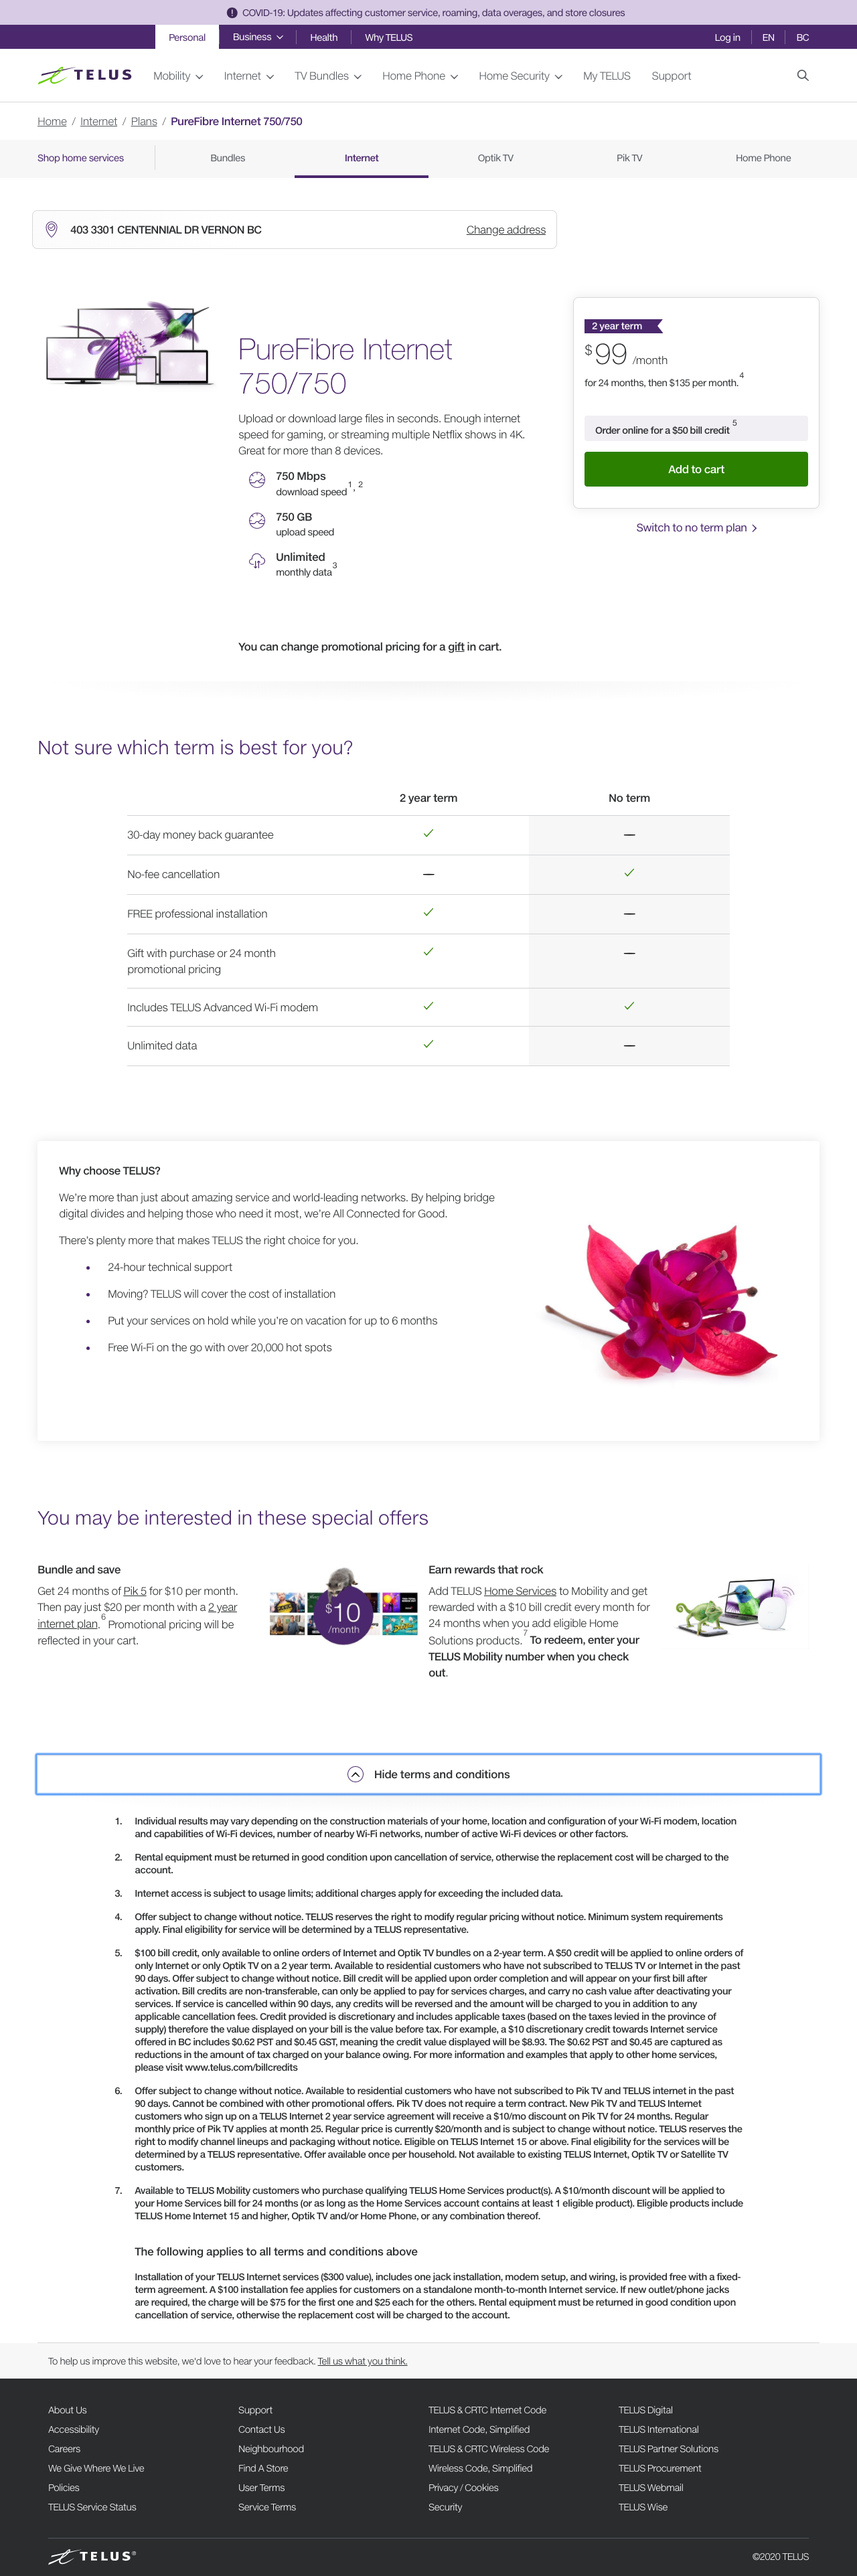 COVID-19: Updates affecting customer service, roaming, data overages, and store closures
Personal Business Health Why TELUS Log in EN BC
TELUS Mobility Internet TV Bundles Home Phone Home Security My TELUS Support
Home / Internet / Plans / PureFibre Internet 750/750
Shop home services Bundles Internet Optik TV Pik TV Home Phone
403 3301 CENTENNIAL DR VERNON BC Change address
PureFibre Internet
750/750
Upload or download large files in seconds. Enough internet
speed for gaming, or streaming multiple Netflix shows in 4K.
Great for more than 8 devices.
750 Mbps
download speed 1, 2
750 GB
upload speed
Unlimited
monthly data 3
You can change promotional pricing for a gift in cart.
2 year term
$99 /month
for 24 months, then $135 per month. 4
Order online for a $50 bill credit 5
Add to cart
Switch to no term plan
Not sure which term is best for you?
2 year term No term
30-day money back guarantee
No-fee cancellation
FREE professional installation
Gift with purchase or 24 month
promotional pricing
Includes TELUS Advanced Wi-Fi modem
Unlimited data
Why choose TELUS?
We're more than just about amazing service and world-leading networks. By helping bridge
digital divides and helping those who need it most, we're All Connected for Good.
There's plenty more that makes TELUS the right choice for you.
• 24-hour technical support
• Moving? TELUS will cover the cost of installation
• Put your services on hold while you're on vacation for up to 6 months
• Free Wi-Fi on the go with over 20,000 hot spots
You may be interested in these special offers
Bundle and save
Get 24 months of Pik 5 for $10 per month.
Then pay just $20 per month with a 2 year
internet plan. 6 Promotional pricing will be
reflected in your cart.
$10
/month
Earn rewards that rock
Add TELUS Home Services to Mobility and get
rewarded with a $10 bill credit every month for
24 months when you add eligible Home
Solutions products. 7 To redeem, enter your
TELUS Mobility number when you check
out.
Hide terms and conditions
1. Individual results may vary depending on the construction materials of your home, location and configuration of your Wi-Fi modem, location
and capabilities of Wi-Fi devices, number of nearby Wi-Fi networks, number of active Wi-Fi devices or other factors.
2. Rental equipment must be returned in good condition upon cancellation of service, otherwise the replacement cost will be charged to the
account.
3. Internet access is subject to usage limits; additional charges apply for exceeding the included data.
4. Offer subject to change without notice. TELUS reserves the right to modify regular pricing without notice. Minimum system requirements
apply. Final eligibility for service will be determined by a TELUS representative.
5. $100 bill credit, only available to online orders of Internet and Optik TV bundles on a 2-year term. A $50 credit will be applied to online orders of
only Internet or only Optik TV on a 2 year term. Available to residential customers who have not subscribed to TELUS TV or Internet in the past
90 days. Offer subject to change without notice. Bill credit will be applied upon order completion and will appear on your first bill after
activation. Bill credits are non-transferable, can only be applied to pay for services charges, and carry no cash value after deactivating your
services. If service is cancelled within 90 days, any credits will be reversed and the amount will be charged to you in addition to any
applicable cancellation fees. Credit provided is discretionary and includes applicable taxes (based on the taxes levied in the province of
supply) therefore the value displayed on your bill is the value before tax. For example, a $10 discretionary credit towards Internet service
offered in BC includes $0.62 PST and $0.45 GST, meaning the credit value displayed will be $8.93. The $0.62 PST and $0.45 are captured as
reductions in the amount of tax charged on your balance owing. For more information and examples that apply to other home services,
please visit www.telus.com/billcredits
6. Offer subject to change without notice. Available to residential customers who have not subscribed to Pik TV and TELUS internet in the past
90 days. Cannot be combined with other promotional offers. Pik TV does not require a term contract. New Pik TV and TELUS Internet
customers who sign up on a TELUS Internet 2 year service agreement will receive a $10/mo discount on Pik TV for 24 months. Regular
monthly price of Pik TV applies at month 25. Regular price is currently $20/month and is subject to change without notice. TELUS reserves the
right to modify channel lineups and packaging without notice. Eligible on TELUS Internet 15 or above. Final eligibility for the services will be
determined by a TELUS representative. Offer available once per household. Not available to existing TELUS Internet, Optik TV or Satellite TV
customers.
7. Available to TELUS Mobility customers who purchase qualifying TELUS Home Services product(s). A $10/month discount will be applied to
your Home Services bill for 24 months (or as long as the Home Services account contains at least 1 eligible product). Eligible products include
TELUS Home Internet 15 and higher, Optik TV and/or Home Phone, or any combination thereof.
The following applies to all terms and conditions above
Installation of your TELUS Internet services ($300 value), includes one jack installation, modem setup, and wiring, is provided free with a fixed-
term agreement. A $100 installation fee applies for customers on a standalone month-to-month Internet service. If new outlet/phone jacks
are required, the charge will be $75 for the first one and $25 each for the others. Rental equipment must be returned in good condition upon
cancellation of service, otherwise the replacement cost will be charged to the account.
To help us improve this website, we'd love to hear your feedback. Tell us what you think.
About Us Support TELUS & CRTC Internet Code TELUS Digital
Accessibility Contact Us Internet Code, Simplified TELUS International
Careers Neighbourhood TELUS & CRTC Wireless Code TELUS Partner Solutions
We Give Where We Live Find A Store Wireless Code, Simplified TELUS Procurement
Policies User Terms Privacy / Cookies TELUS Webmail
TELUS Service Status Service Terms Security TELUS Wise
TELUS® ©2020 TELUS